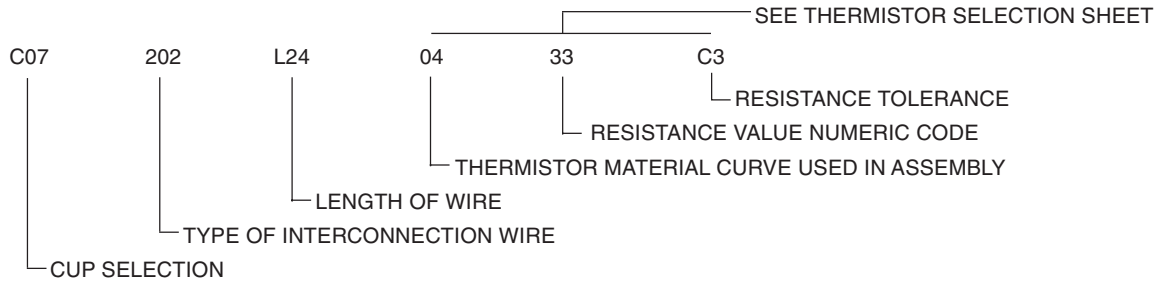 SEE THERMISTOR SELECTION SHEET
C07 202 L24 04 33 C3
RESISTANCE TOLERANCE
RESISTANCE VALUE NUMERIC CODE
THERMISTOR MATERIAL CURVE USED IN ASSEMBLY
LENGTH OF WIRE
TYPE OF INTERCONNECTION WIRE
CUP SELECTION